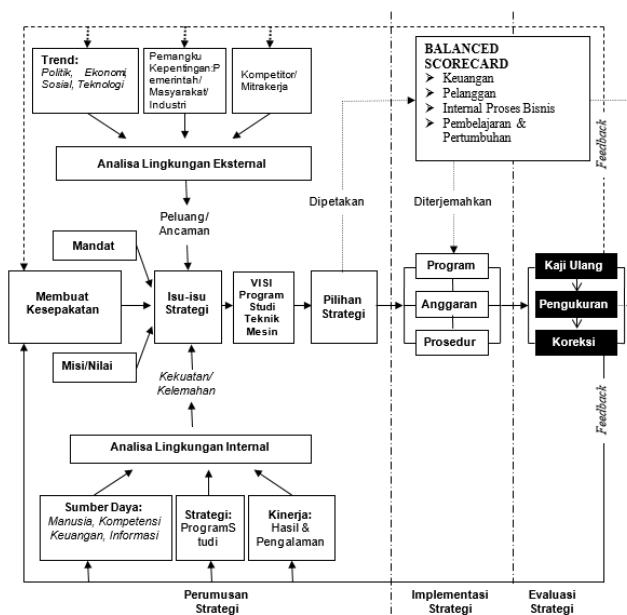 Trend:
Politik, Ekonomi,
Sosial, Teknologi
Pemangku
Kepentingan:P
emerintah/
Masyarakat/
Industri
Kompetitor/
Mitrakerja
BALANCED
SCORECARD
➢ Keuangan
➢ Pelanggan
➢ Internal Proses Bisnis
➢ Pembelajaran &
Pertumbuhan
Feedback
Analisa Lingkungan Eksternal
Peluang/
Ancaman
Dipetakan
Diterjemahkan
Mandat
Membuat
Kesepakatan
Isu-isu
Strategi
VISI
Program
Studi
Teknik
Mesin
Pilihan
Strategi
Program
Anggaran
Prosedur
Kaji Ulang
Pengukuran
Koreksi
Misi/Nilai
Kekuatan/
Kelemahan
Feedback
Analisa Lingkungan Internal
Sumber Daya:
Manusia, Kompetensi
Keuangan, Informasi
Strategi:
ProgramS
tudi
Kinerja:
Hasil &
Pengalaman
Perumusan
Strategi
Implementasi
Strategi
Evaluasi
Strategi